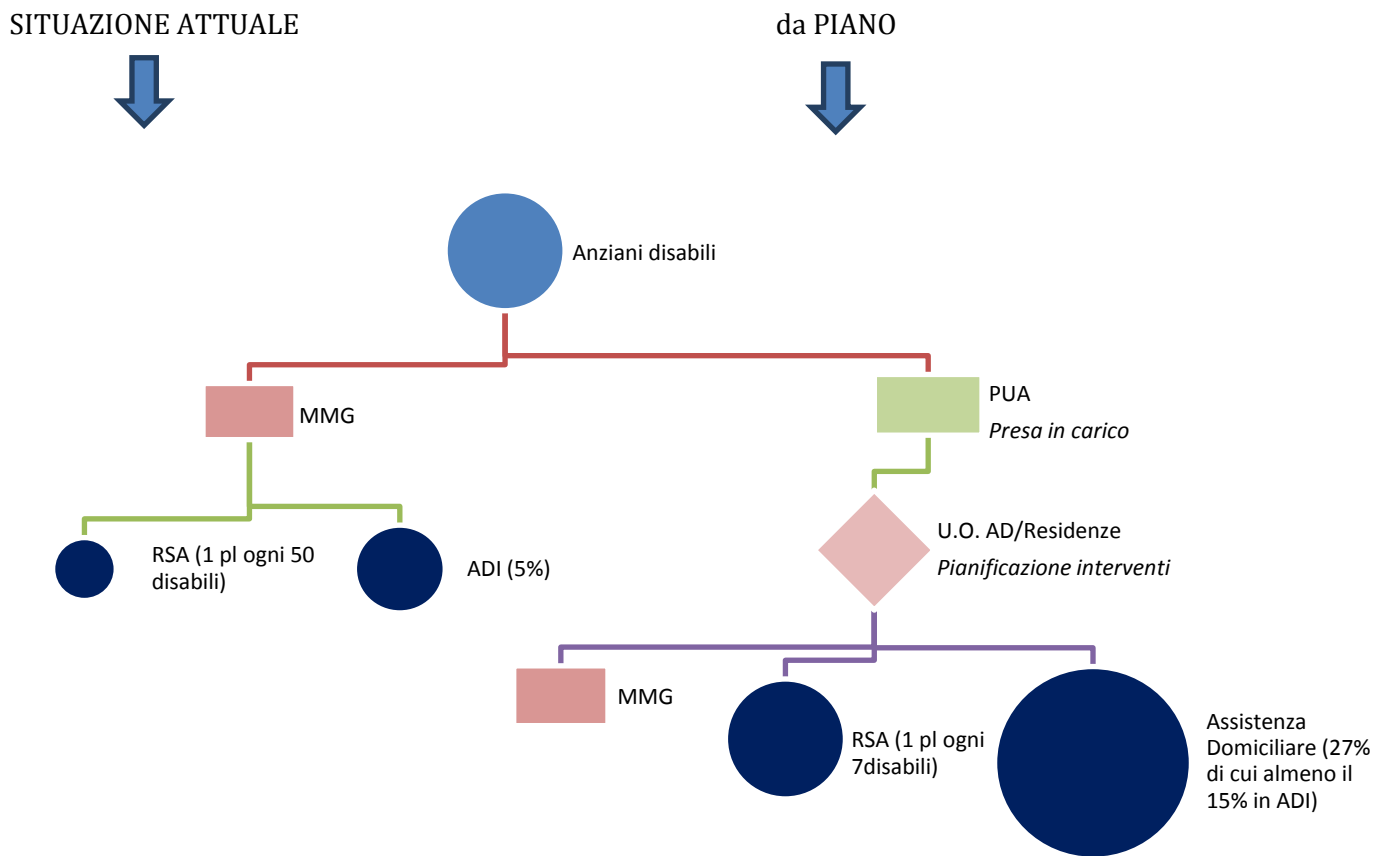 SITUAZIONE ATTUALE
da PIANO
Anziani disabili
MMG
PUA
Presa in carico
RSA (1 pl ogni 50
disabili)
ADI (5%)
U.O. AD/Residenze
Pianificazione interventi
MMG
RSA (1 pl ogni
7disabili)
Assistenza
Domiciliare (27%
di cui almeno il
15% in ADI)